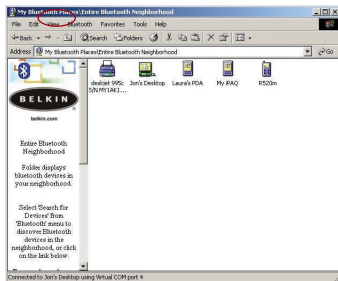 My Bluetooth Places\Entire Bluetooth Neighborhood
File Edit View Bluetooth Favorites Tools Help
Back Search Folders
Address My Bluetooth Places\Entire Bluetooth Neighborhood Go
deskjet 995c Jon's Desktop Laura's PDA My iPAQ R520m
BELKIN
belkin.com
Entire Bluetooth
Neighborhood
Folder displays
bluetooth devices in
your neighborhood.
Select 'Search for
Devices' from
'Bluetooth' menu to
discover Bluetooth
devices in the
neighborhood, or click
on the link below.
Connected to Jon's Desktop using Virtual COM port 4